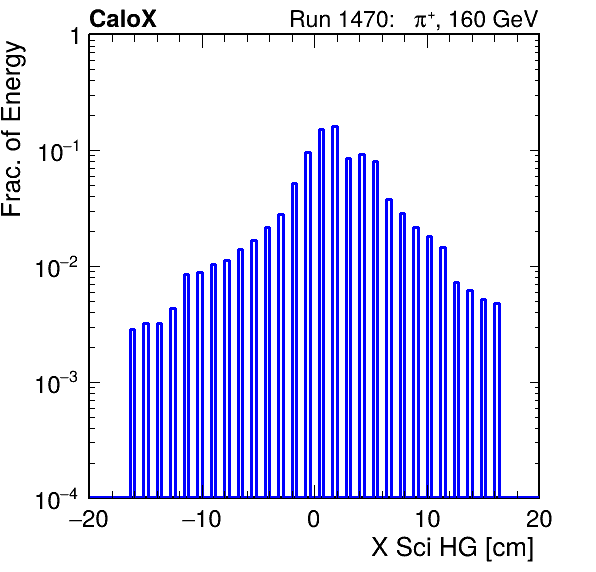 CaloX Run 1470: π⁺, 160 GeV
Frac. of Energy
1
10⁻¹
10⁻²
10⁻³
10⁻⁴
−20 −10 0 10 20
X Sci HG [cm]